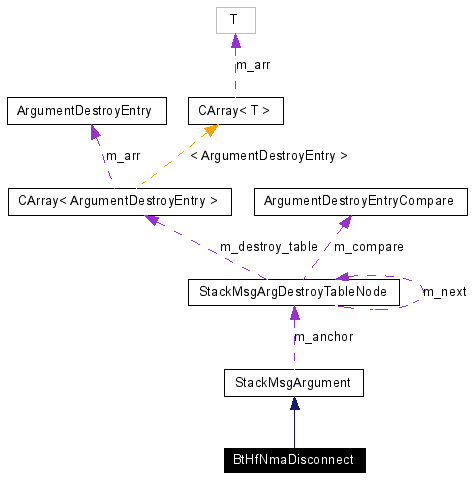 T
m_arr
ArgumentDestroyEntry
CArray< T >
m_arr
< ArgumentDestroyEntry >
CArray< ArgumentDestroyEntry >
ArgumentDestroyEntryCompare
m_destroy_table
m_compare
StackMsgArgDestroyTableNode
m_next
m_anchor
StackMsgArgument
BtHfNmaDisconnect